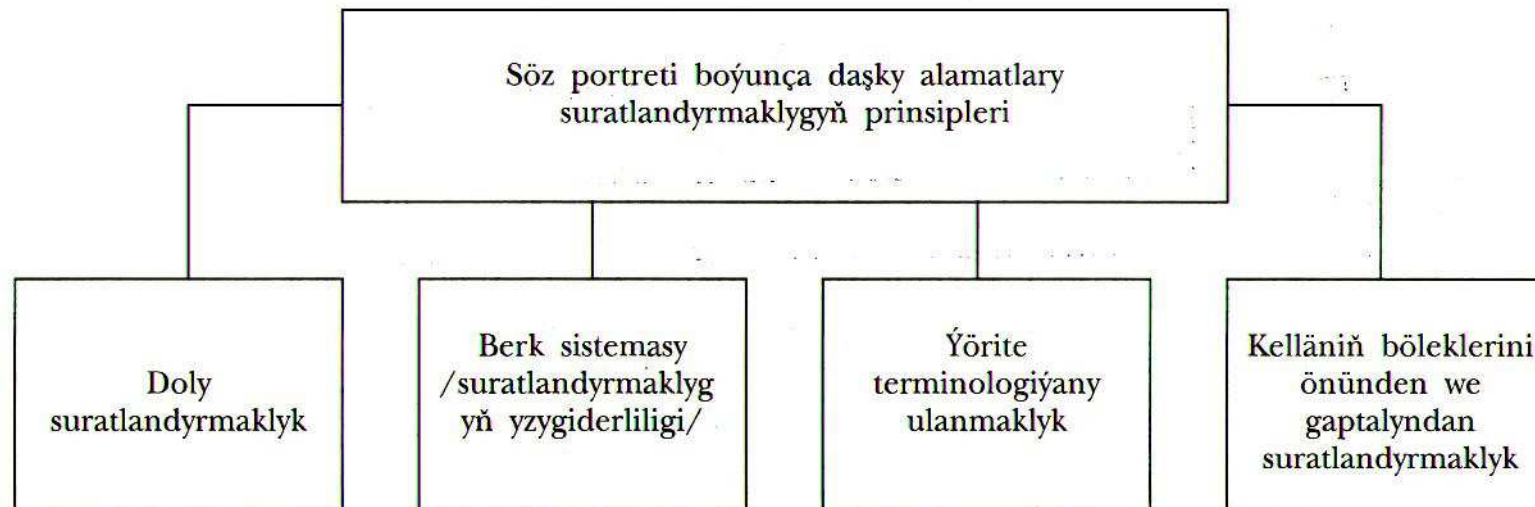 Söz portreti boýunça daşky alamatlary
suratlandyrmaklygyň prinsipleri
Doly
suratlandyrmaklyk
Berk sistemasy
/suratlandyrmaklyg
yň yzygiderliligi/
Ýörite
terminologiýany
ulanmaklyk
Kelläniň böleklerini
önünden we
gaptalyndan
suratlandyrmaklyk